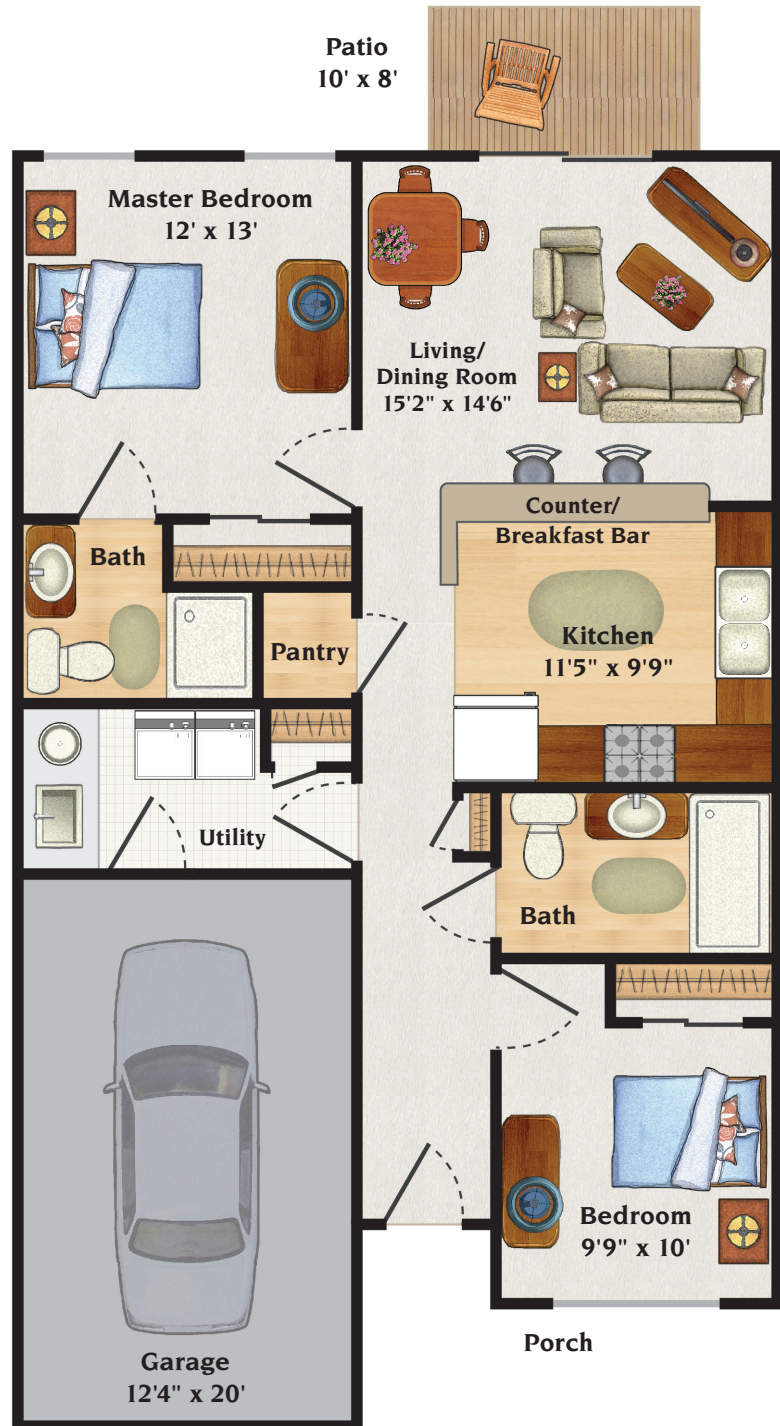 Patio
10' x 8'
Master Bedroom
12' x 13'
Living/
Dining Room
15'2" x 14'6"
Counter/
Breakfast Bar
Bath
Pantry
Kitchen
11'5" x 9'9"
Utility
Bath
Bedroom
9'9" x 10'
Porch
Garage
12'4" x 20'